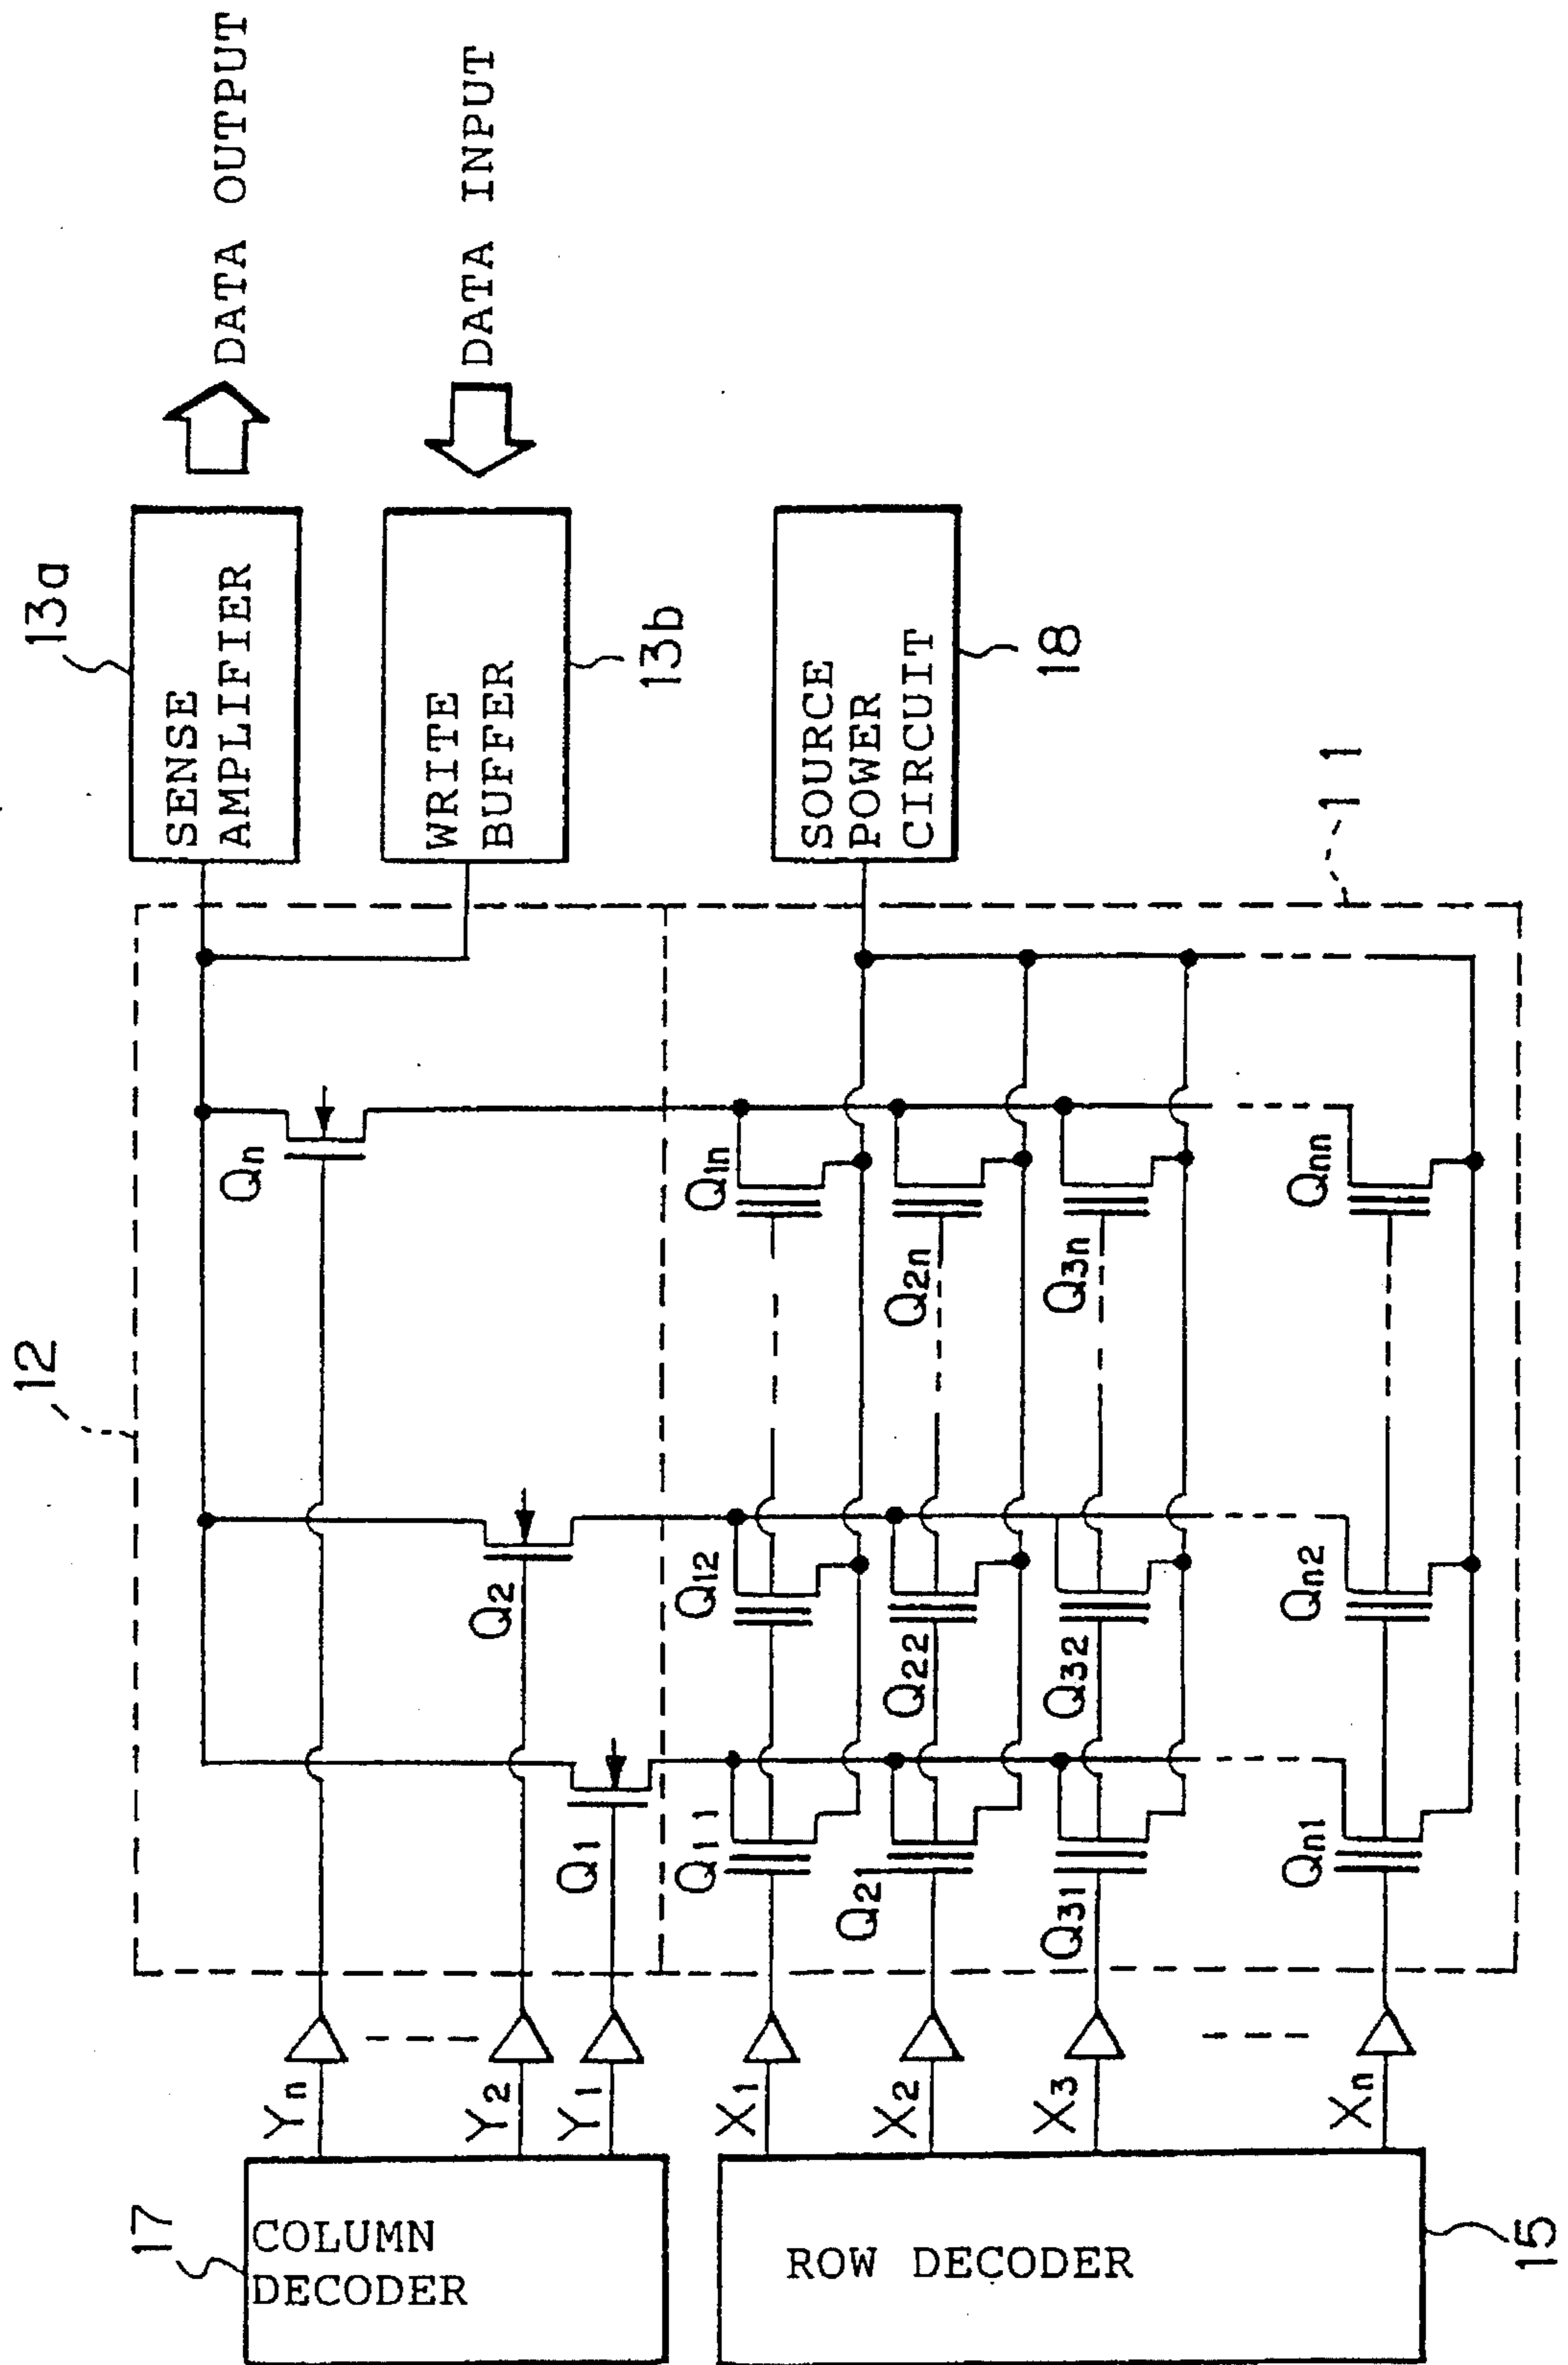 12
13a
SENSE
AMPLIFIER
DATA OUTPUT
WRITE
BUFFER
13b
DATA INPUT
SOURCE
POWER
CIRCUIT
18
11
17
COLUMN
DECODER
Yn
Y2
Y1
Qn
Q2
Q1
ROW DECODER
15
X1
X2
X3
Xn
Q11
Q12
Q1n
Q21
Q22
Q2n
Q31
Q32
Q3n
Qn1
Qn2
Qnn